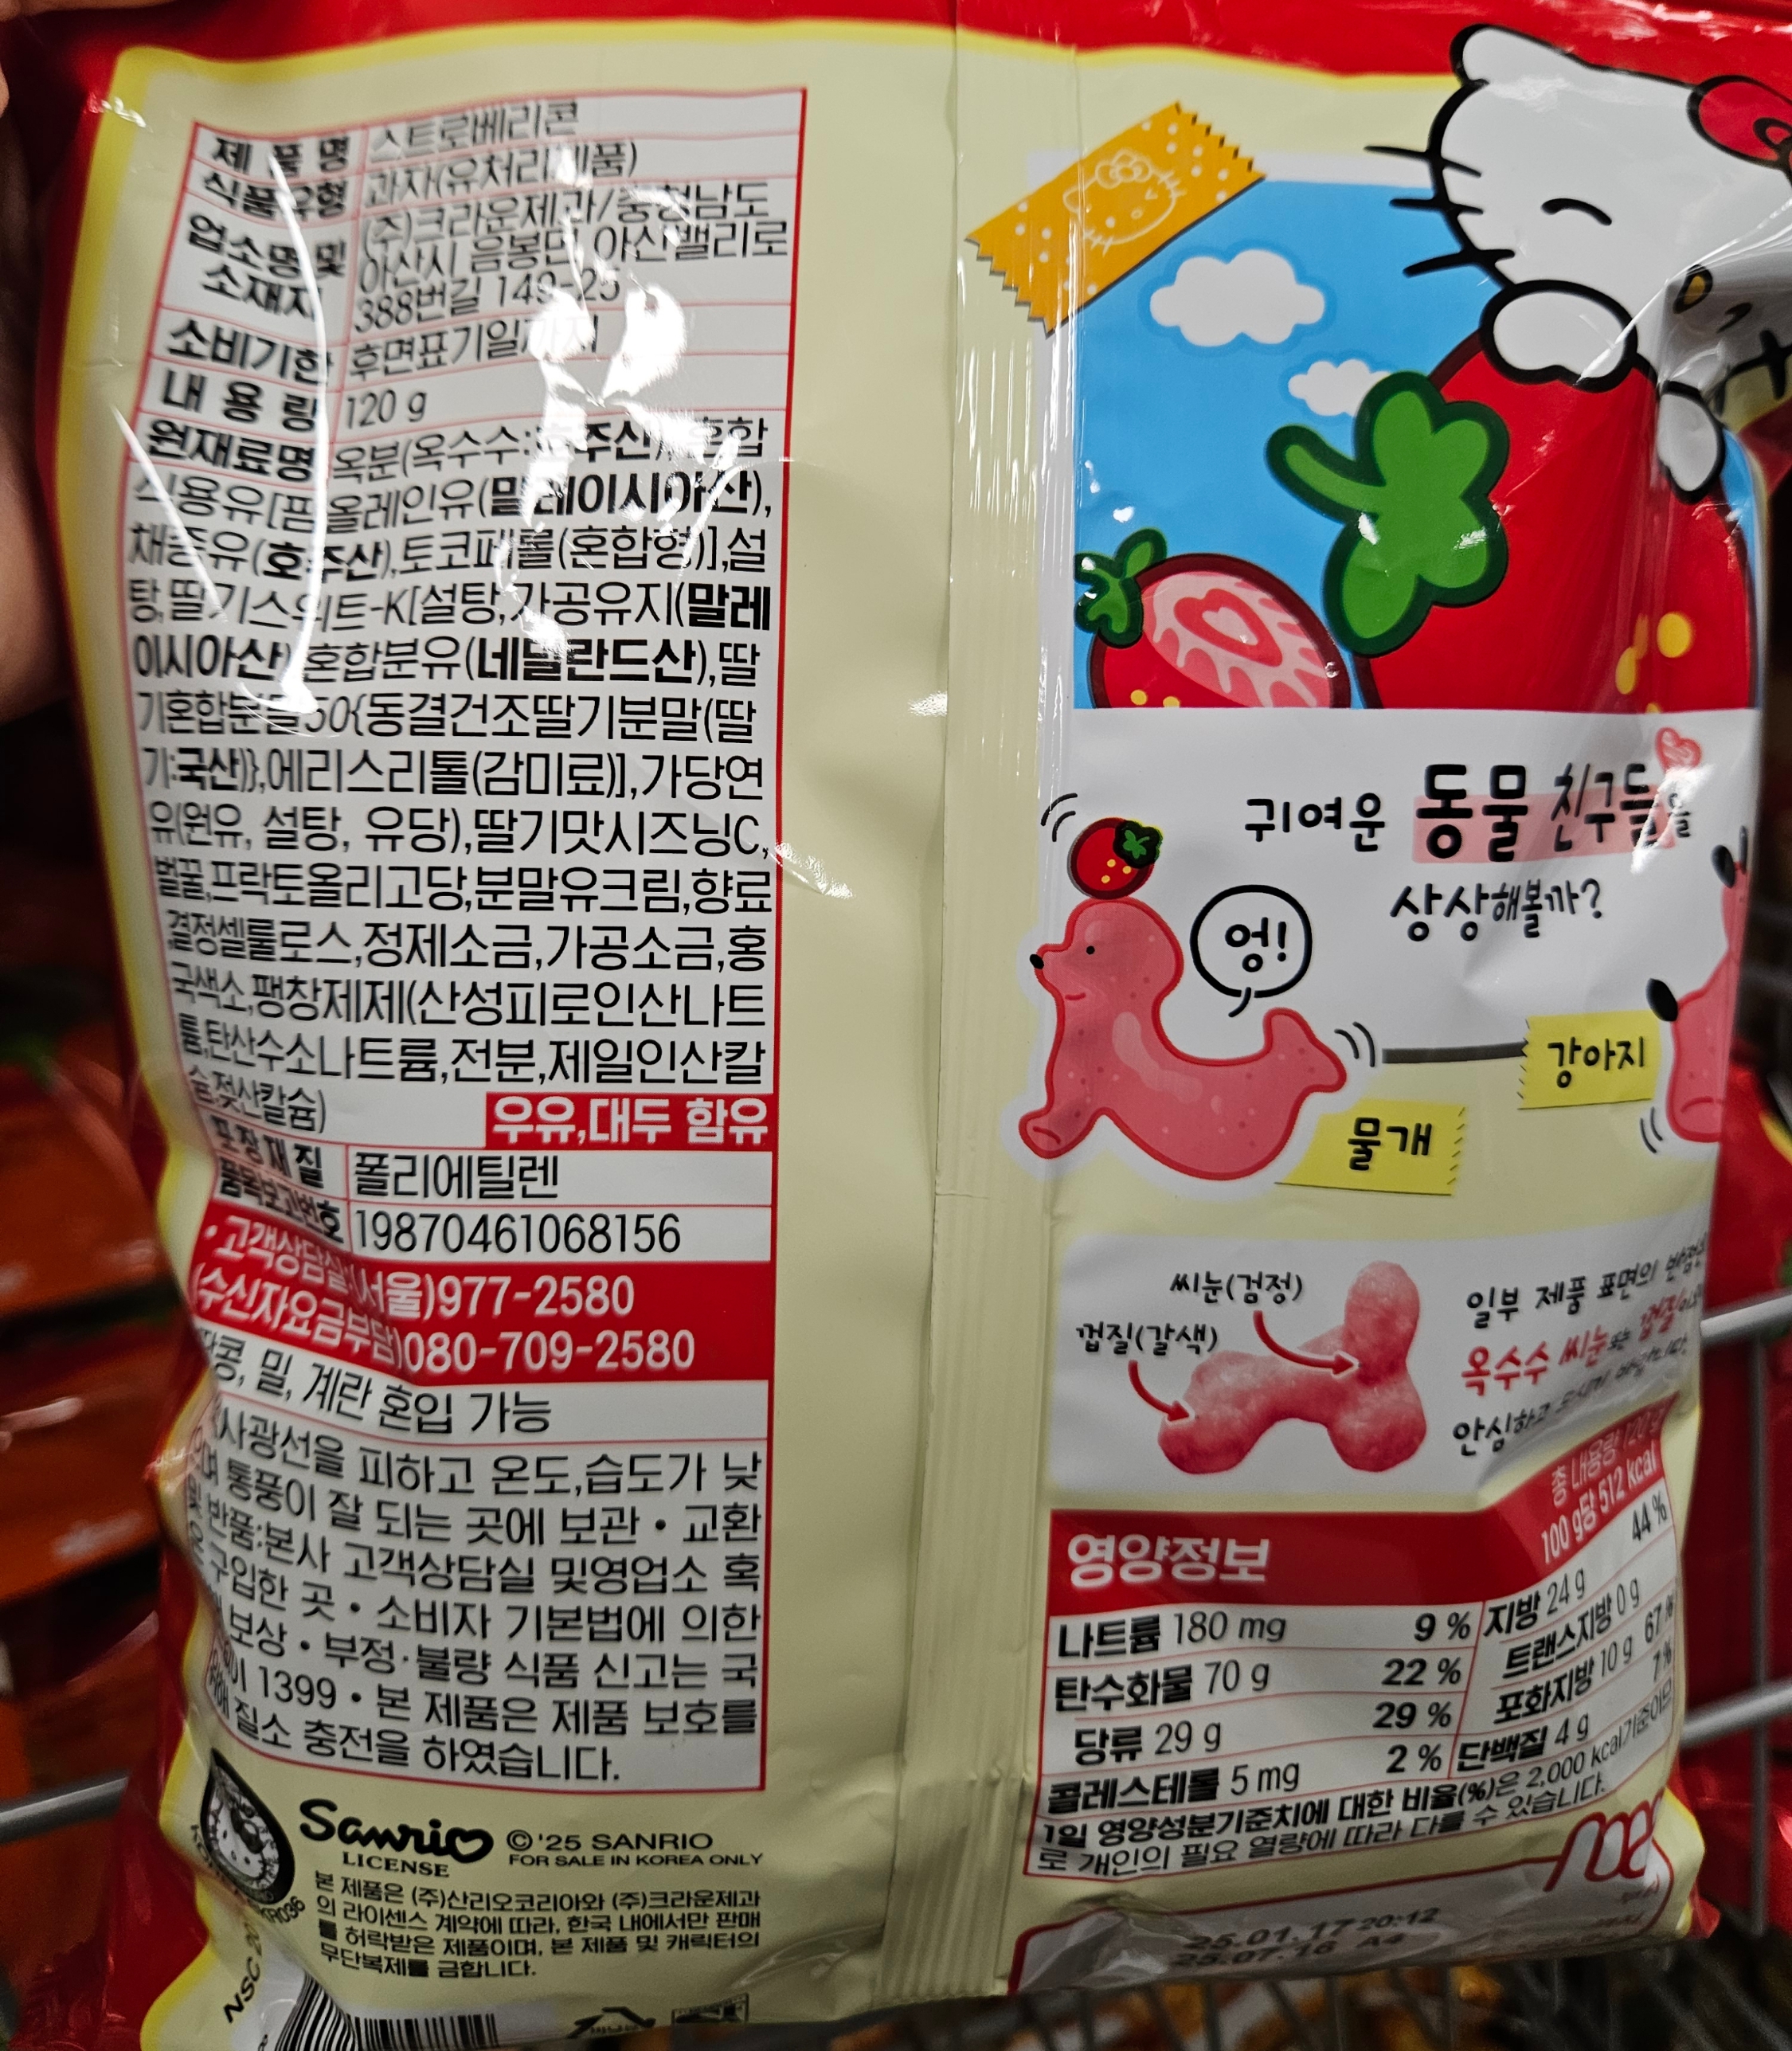 제 품 명 스트로베리콘
식품유형 과자(유처리제품)
업소명 및 소재지 (주)크라운제과/충청남도
아산시 음봉면 아산밸리로
388번길 149-25
소비기한 후면표기일까지
내 용 량 120 g
원재료명 옥분(옥수수:호주산),혼합
식용유[팜올레인유(말레이시아산),
채종유(호주산),토코페롤(혼합형)],설
탕,딸기스위트-K[설탕,가공유지(말레
이시아산),혼합분유(네덜란드산),딸
기혼합분말50{동결건조딸기분말(딸
기:국산)},에리스리톨(감미료)],가당연
유(원유, 설탕, 유당),딸기맛시즈닝C,
벌꿀,프락토올리고당,분말유크림,향료
결정셀룰로스,정제소금,가공소금,홍
국색소,팽창제제(산성피로인산나트
륨,탄산수소나트륨,전분,제일인산칼
슘,젖산칼슘)
우유,대두 함유
포장재질 폴리에틸렌
품목보고번호 19870461068156
• 고객상담실:(서울)977-2580
(수신자요금부담)080-709-2580
땅콩, 밀, 계란 혼입 가능
직사광선을 피하고 온도,습도가 낮
으며 통풍이 잘 되는 곳에 보관 • 교환
및 반품:본사 고객상담실 및영업소 혹
은 구입한 곳 • 소비자 기본법에 의한
보상 • 부정·불량 식품 신고는 국
번없이 1399 • 본 제품은 제품 보호를
위해 질소 충전을 하였습니다.
Sanrio
LICENSE
© '25 SANRIO
FOR SALE IN KOREA ONLY
본 제품은 (주)산리오코리아와 (주)크라운제과
의 라이센스 계약에 따라, 한국 내에서만 판매
를 허락받은 제품이며, 본 제품 및 캐릭터의
무단복제를 금합니다.
귀여운 동물 친구들을
상상해볼까?
엉!
강아지
물개
씨눈(검정)
껍질(갈색)
일부 제품 표면의 반점은
옥수수 씨눈 또는 껍질이오니
안심하고
총 내용량 120 g
100 g당 512 kcal
영양정보
나트륨 180 mg 9 %
탄수화물 70 g 22 %
당류 29 g 29 %
콜레스테롤 5 mg 2 %
지방 24 g 44 %
트랜스지방 0 g
포화지방 10 g 67 %
단백질 4 g 7 %
1일 영양성분기준치에 대한 비율(%)은 2,000 kcal기준이므
로 개인의 필요 열량에 따라 다를 수 있습니다.
25.01.17 20:12
25.07.16 A4